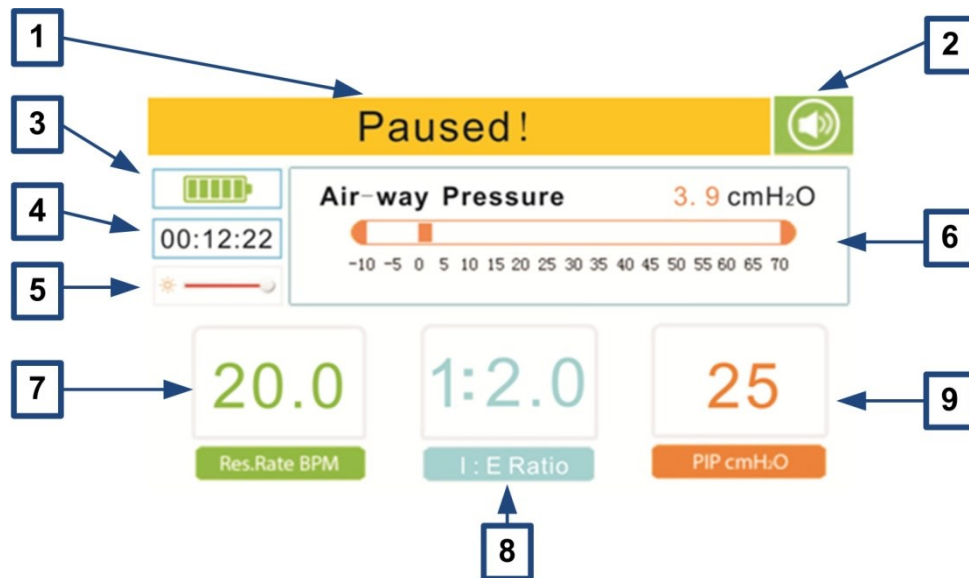 1
2
Paused!
3
4
00:12:22
5
Air-way Pressure 3.9 cmH₂O
-10 -5 0 5 10 15 20 25 30 35 40 45 50 55 60 65 70
6
7
20.0
1:2.0
25
9
Res.Rate BPM
I : E Ratio
PIP cmH₂O
8